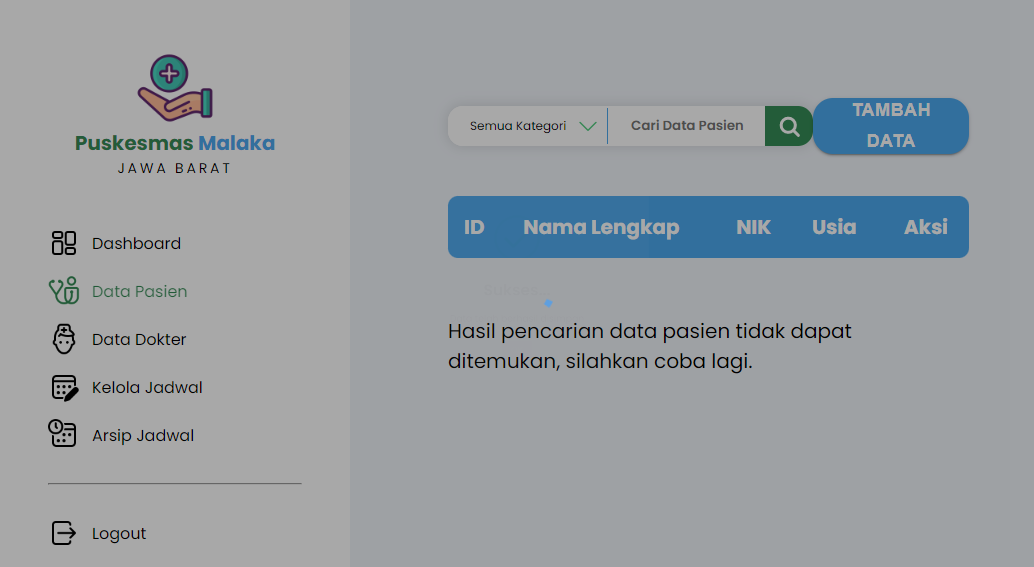 Puskesmas Malaka
JAWA BARAT
Dashboard
Data Pasien
Data Dokter
Kelola Jadwal
Arsip Jadwal
Logout
Semua Kategori
Cari Data Pasien
TAMBAH
DATA
ID Nama Lengkap NIK Usia Aksi
Hasil pencarian data pasien tidak dapat
ditemukan, silahkan coba lagi.